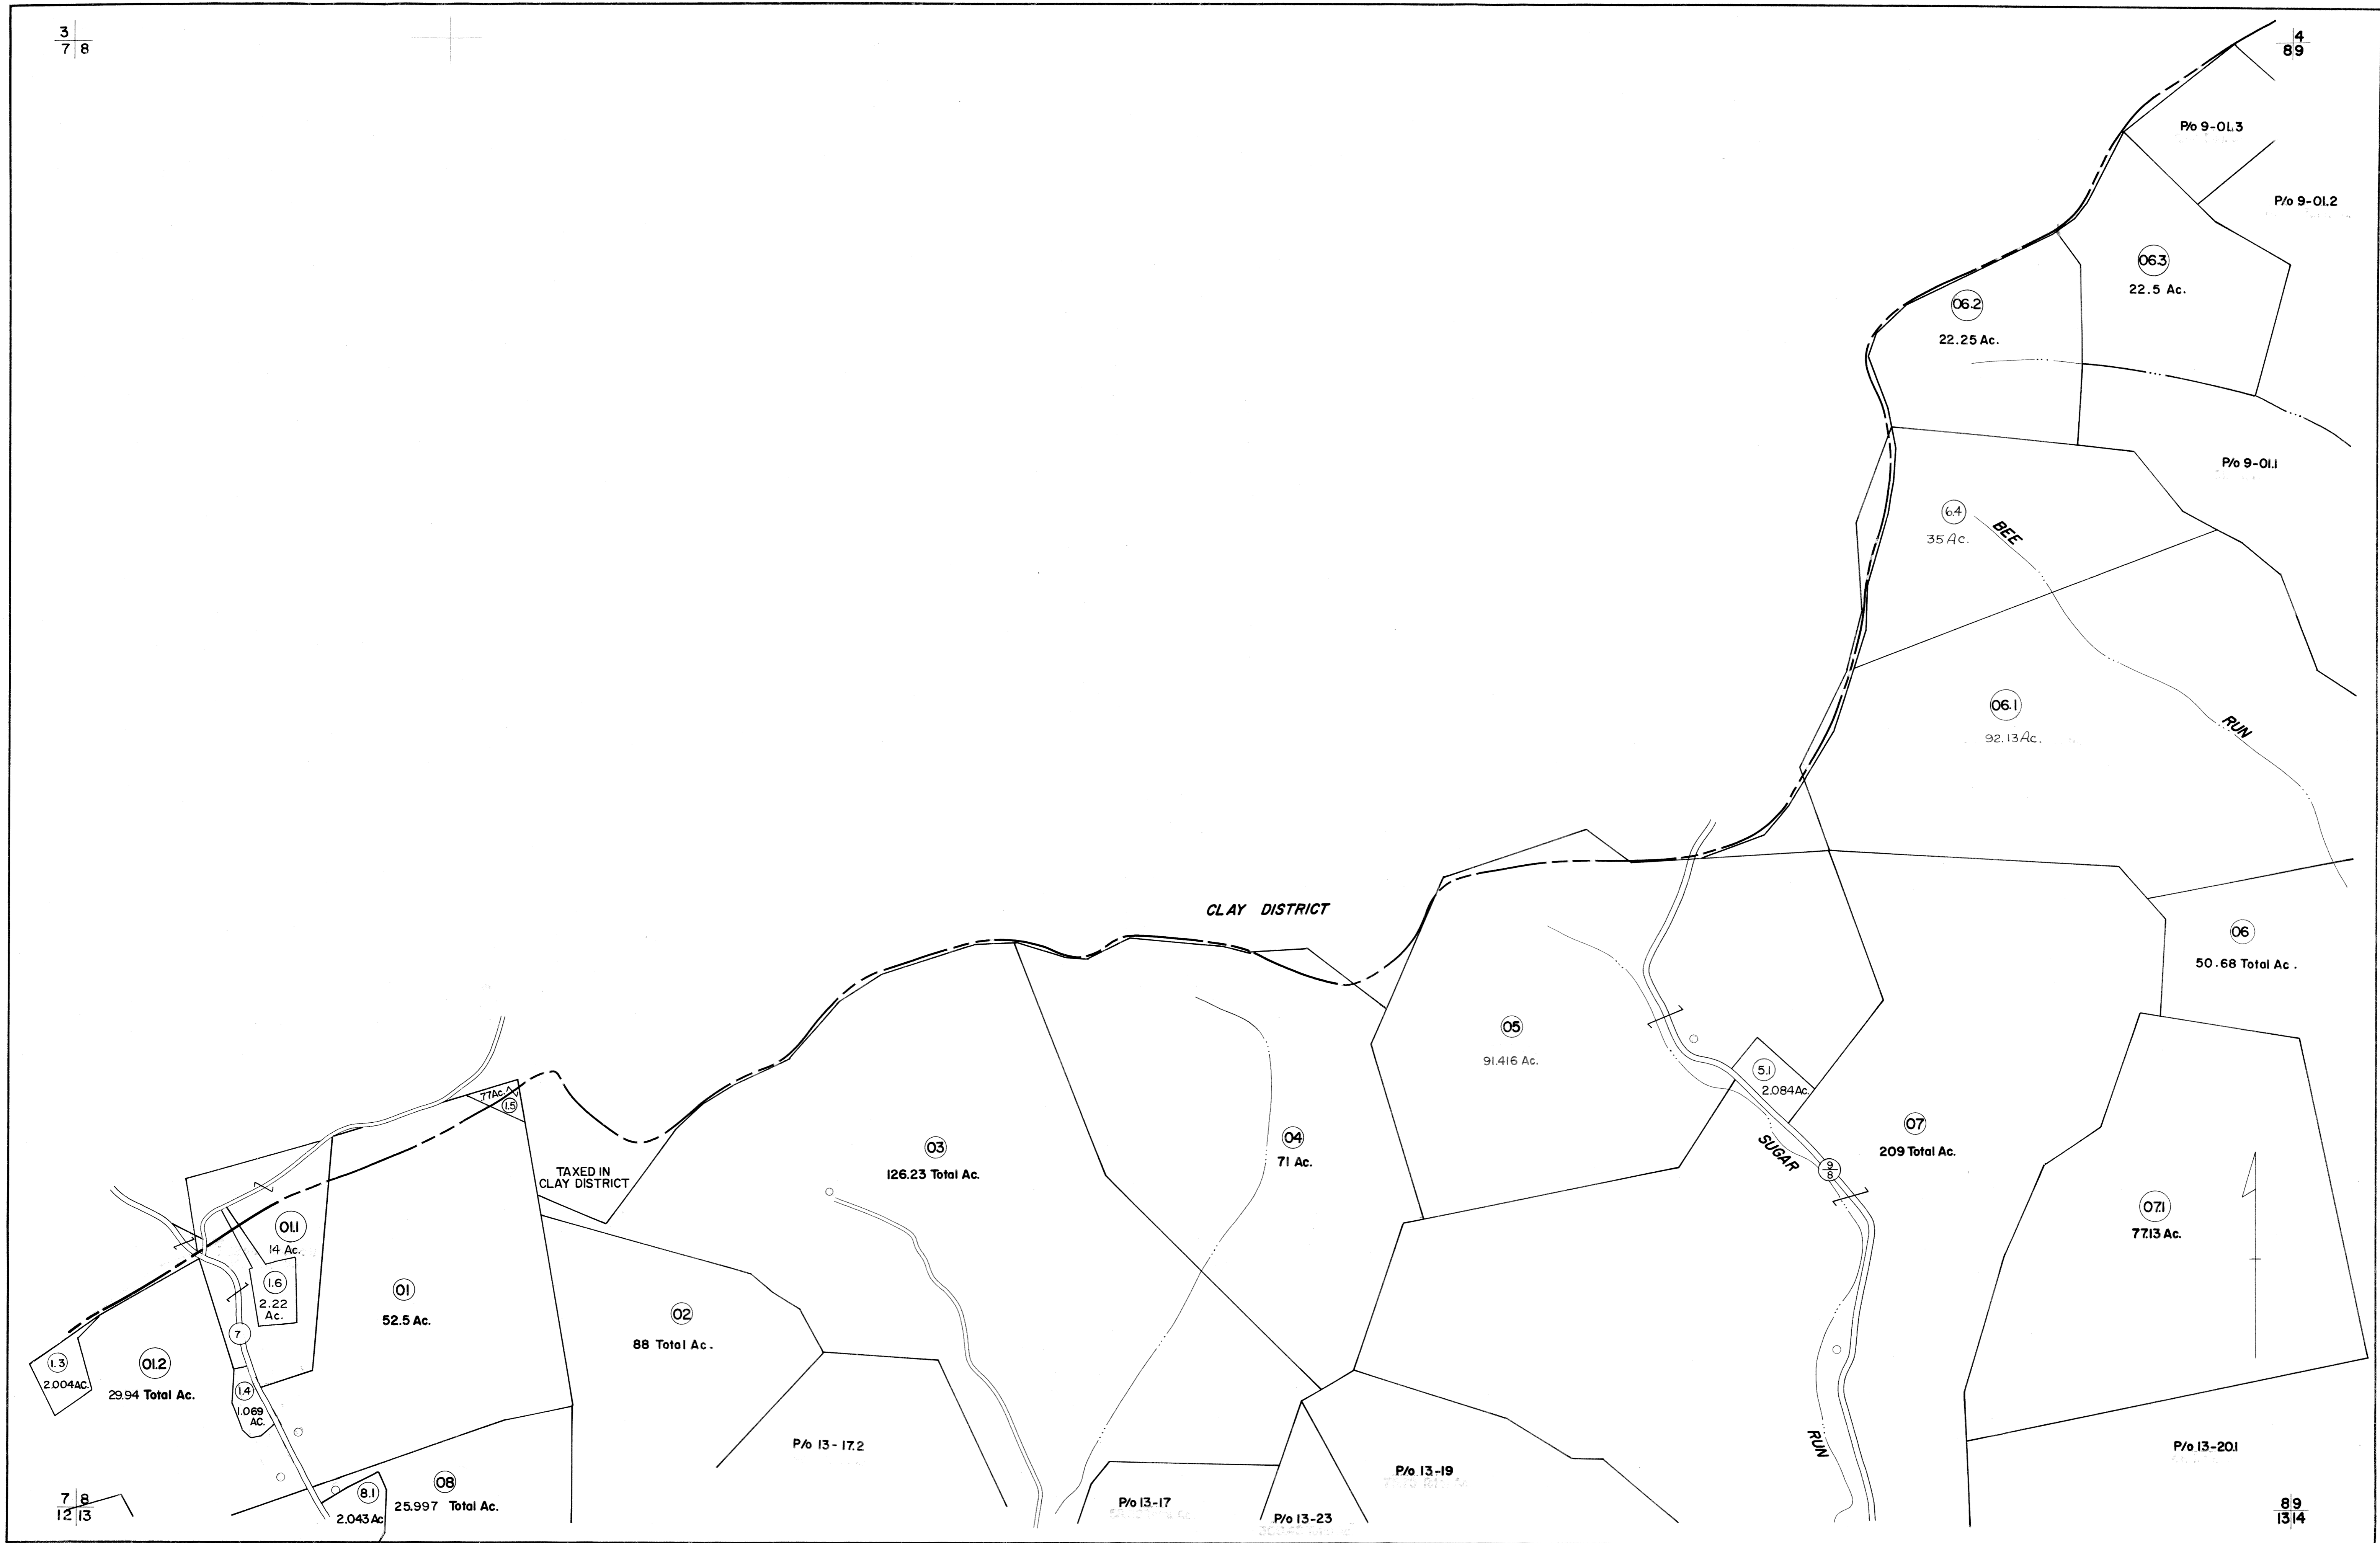 3
7 8
4
8 9
P/o 9-01.3
P/o 9-01.2
06.3
22.5 Ac.
06.2
22.25 Ac.
P/o 9-01.1
6.4
35 Ac.
BEE
06.1
92.13 Ac.
RUN
CLAY DISTRICT
06
50.68 Total Ac.
05
91.416 Ac.
5.1
2.084 Ac.
.77 Ac.
1.5
03
126.23 Total Ac.
04
71 Ac.
SUGAR
9
8
07
209 Total Ac.
TAXED IN
CLAY DISTRICT
07.1
77.13 Ac.
01.1
14 Ac.
1.6
2.22
Ac.
01
52.5 Ac.
02
88 Total Ac.
7
1.3
2.004 AC.
01.2
29.94 Total Ac.
1.4
1.069
AC.
P/o 13-17.2
RUN
P/o 13-20.1
P/o 13-19
08
25.997 Total Ac.
8.1
2.043 Ac
P/o 13-17
P/o 13-23
7 8
12 13
8 9
13 14